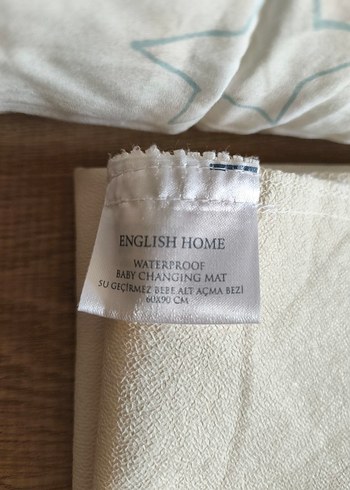 ENGLISH HOME
WATERPROOF
BABY CHANGING MAT
SU GEÇİRMEZ BEBE ALT AÇMA BEZİ
60X90 CM